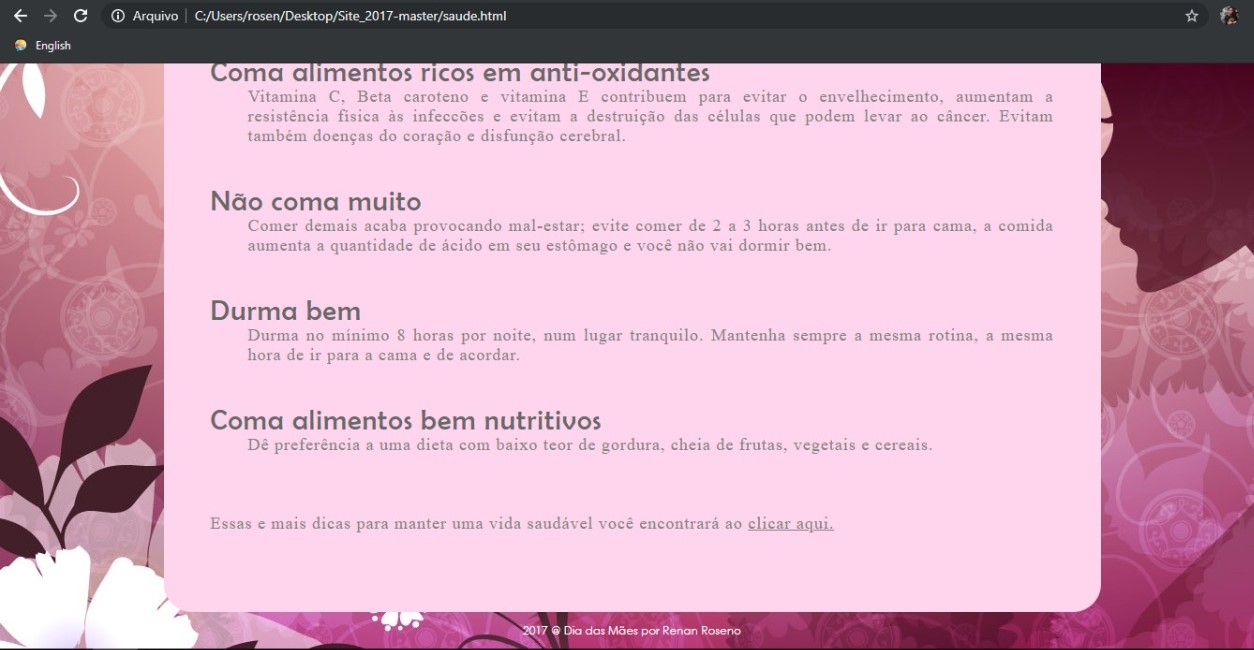 Arquivo
C:/Users/rosen/Desktop/Site_2017-master/saude.html
English
Coma alimentos ricos em anti-oxidantes
Vitamina C, Beta caroteno e vitamina E contribuem para evitar o envelhecimento, aumentam a
resistência física às infeccões e evitam a destruição das células que podem levar ao câncer. Evitam
também doenças do coração e disfunção cerebral.
Não coma muito
Comer demais acaba provocando mal-estar; evite comer de 2 a 3 horas antes de ir para cama, a comida
aumenta a quantidade de ácido em seu estômago e você não vai dormir bem.
Durma bem
Durma no mínimo 8 horas por noite, num lugar tranquilo. Mantenha sempre a mesma rotina, a mesma
hora de ir para a cama e de acordar.
Coma alimentos bem nutritivos
Dê preferência a uma dieta com baixo teor de gordura, cheia de frutas, vegetais e cereais.
Essas e mais dicas para manter uma vida saudável você encontrará ao clicar aqui.
2017 @ Dia das Mães por Renan Roseno